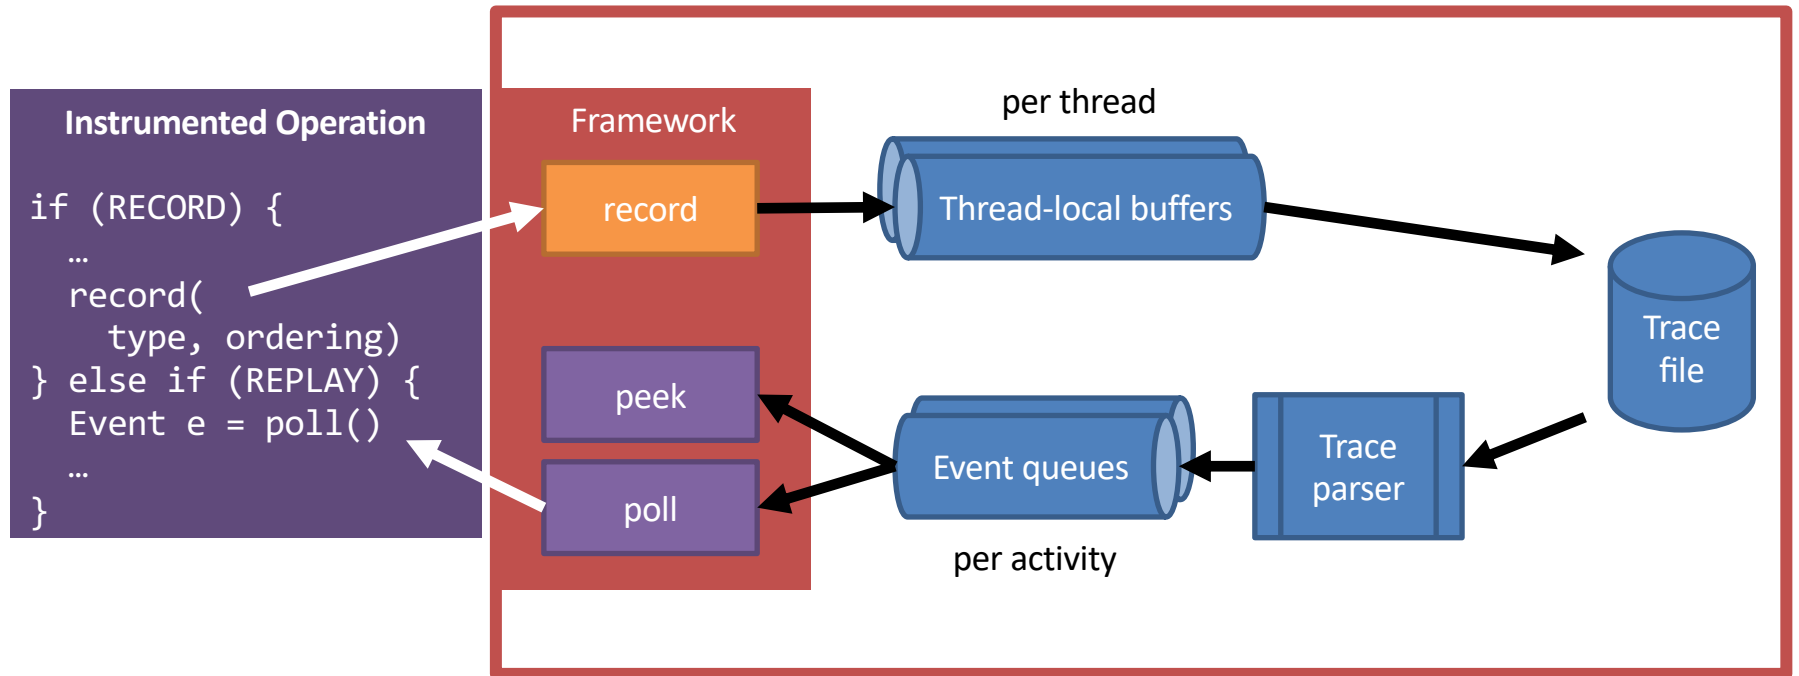 Instrumented Operation
if (RECORD) {
…
record(
type, ordering)
} else if (REPLAY) {
Event e = poll()
…
}
Framework
record
peek
poll
per thread
Thread-local buffers
Trace
file
Trace
parser
Event queues
per activity